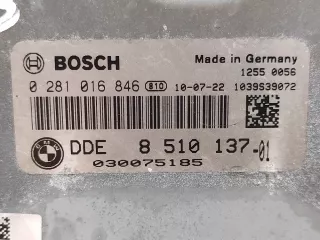 BOSCH
Made in Germany
1255 0056
0 281 016 846 B10 10-07-22 1039S39072
BMW DDE 8 510 137-01
030075185